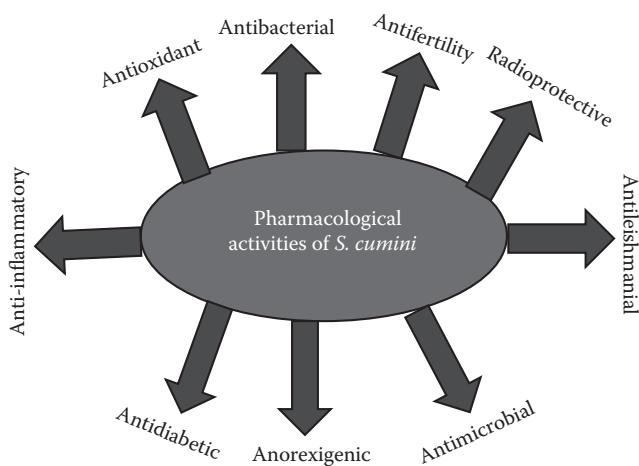 Antibacterial
Antifertility
Antioxidant
Radioprotective
Pharmacological
activities of S. cumini
Anti-inflammatory
Antileishmanial
Antidiabetic
Anorexigenic
Antimicrobial